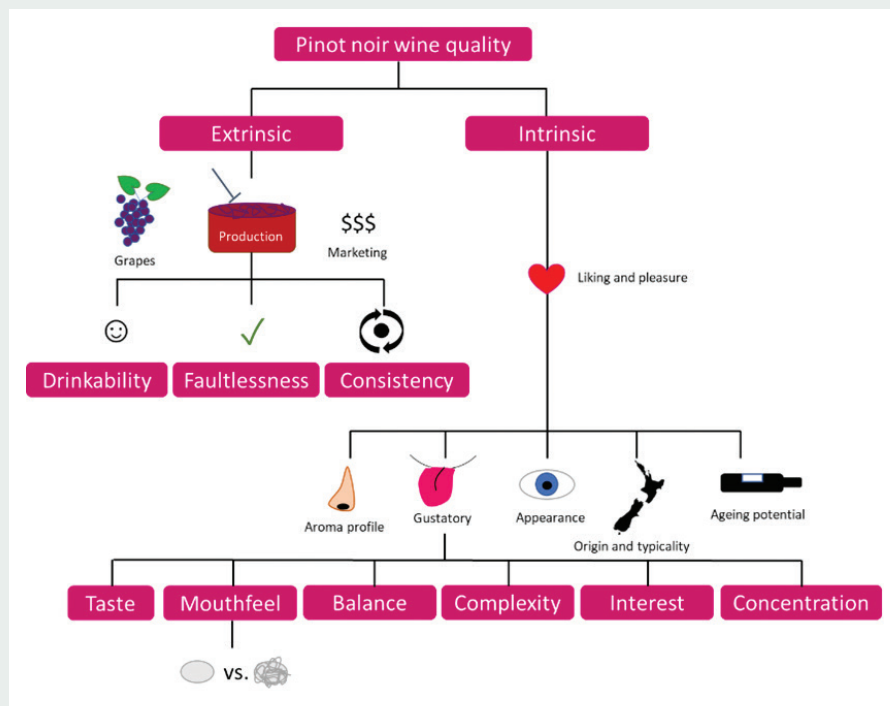 Pinot noir wine quality
Extrinsic
Intrinsic
Grapes
Production
$$$
Marketing
Liking and pleasure
Drinkability
Faultlessness
Consistency
Aroma profile
Gustatory
Appearance
Origin and typicality
Ageing potential
Taste
Mouthfeel
Balance
Complexity
Interest
Concentration
vs.